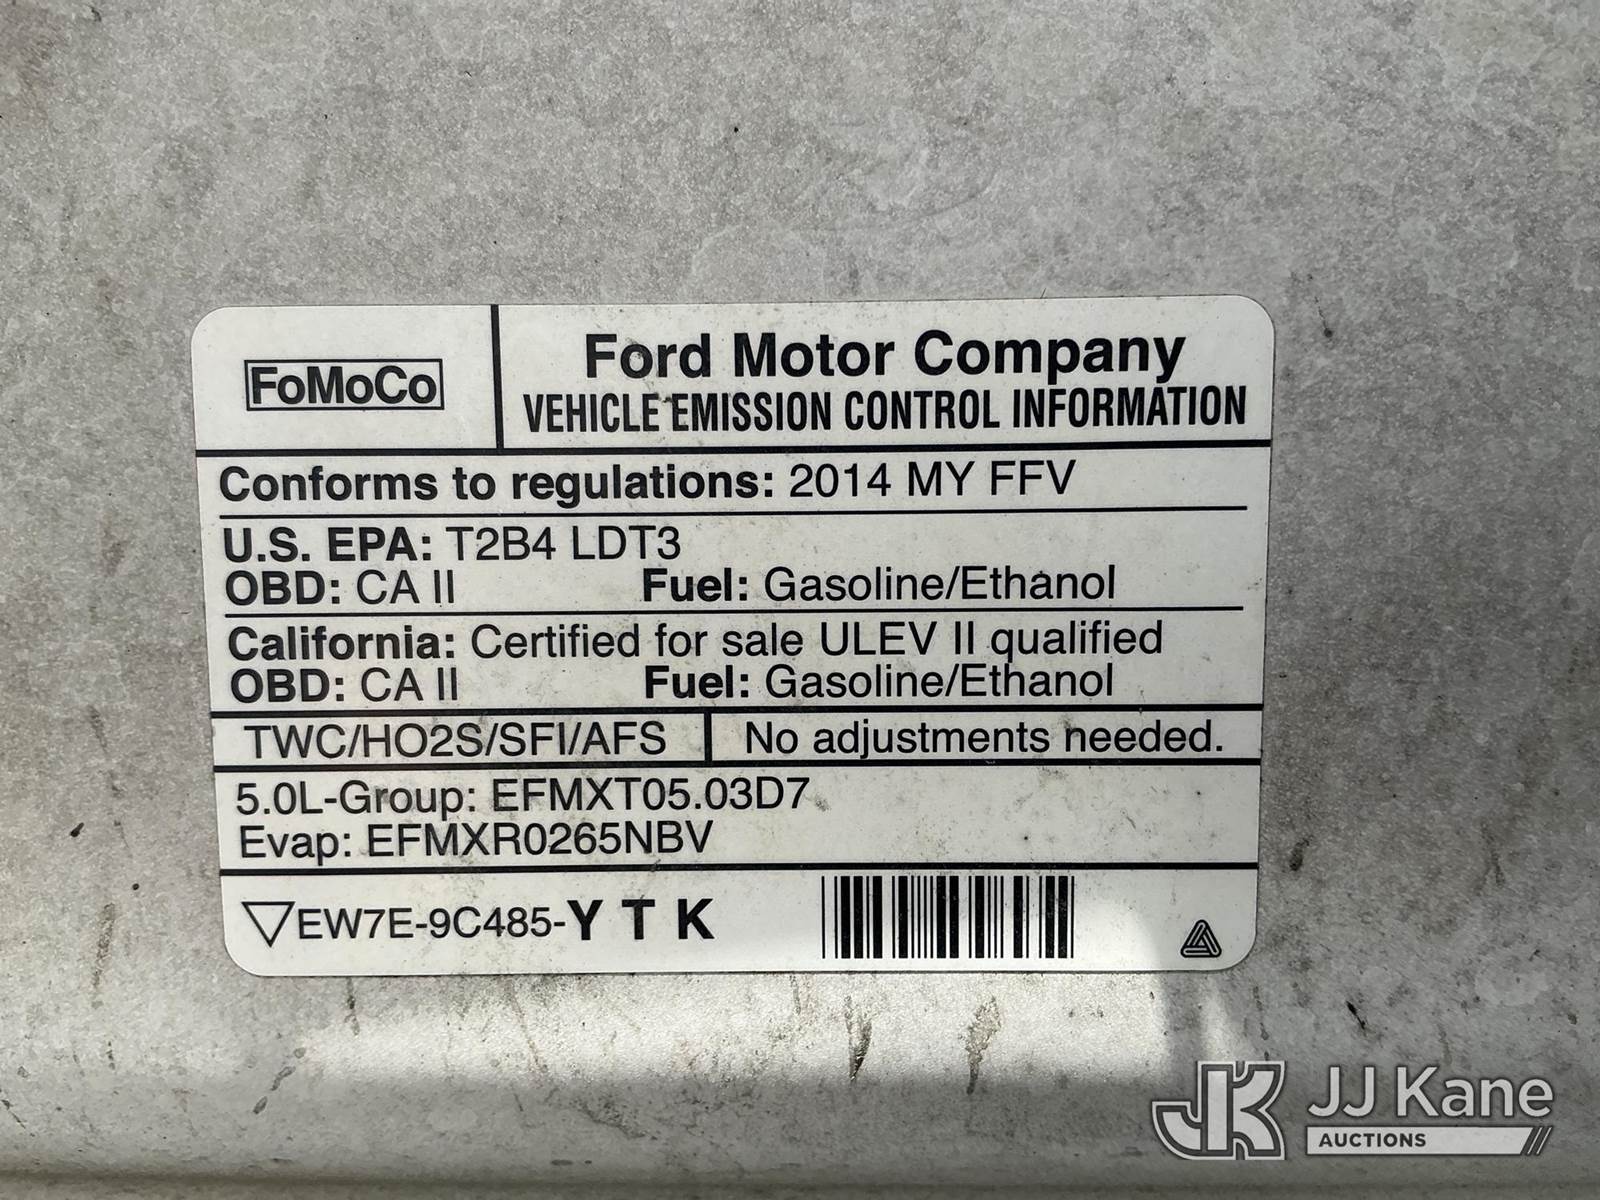 FoMoCo
Ford Motor Company
VEHICLE EMISSION CONTROL INFORMATION
Conforms to regulations: 2014 MY FFV
U.S. EPA: T2B4 LDT3
OBD: CA II Fuel: Gasoline/Ethanol
California: Certified for sale ULEV II qualified
OBD: CA II Fuel: Gasoline/Ethanol
TWC/HO2S/SFI/AFS No adjustments needed.
5.0L-Group: EFMXT05.03D7
Evap: EFMXR0265NBV
EW7E-9C485-Y T K
JK JJ Kane
AUCTIONS